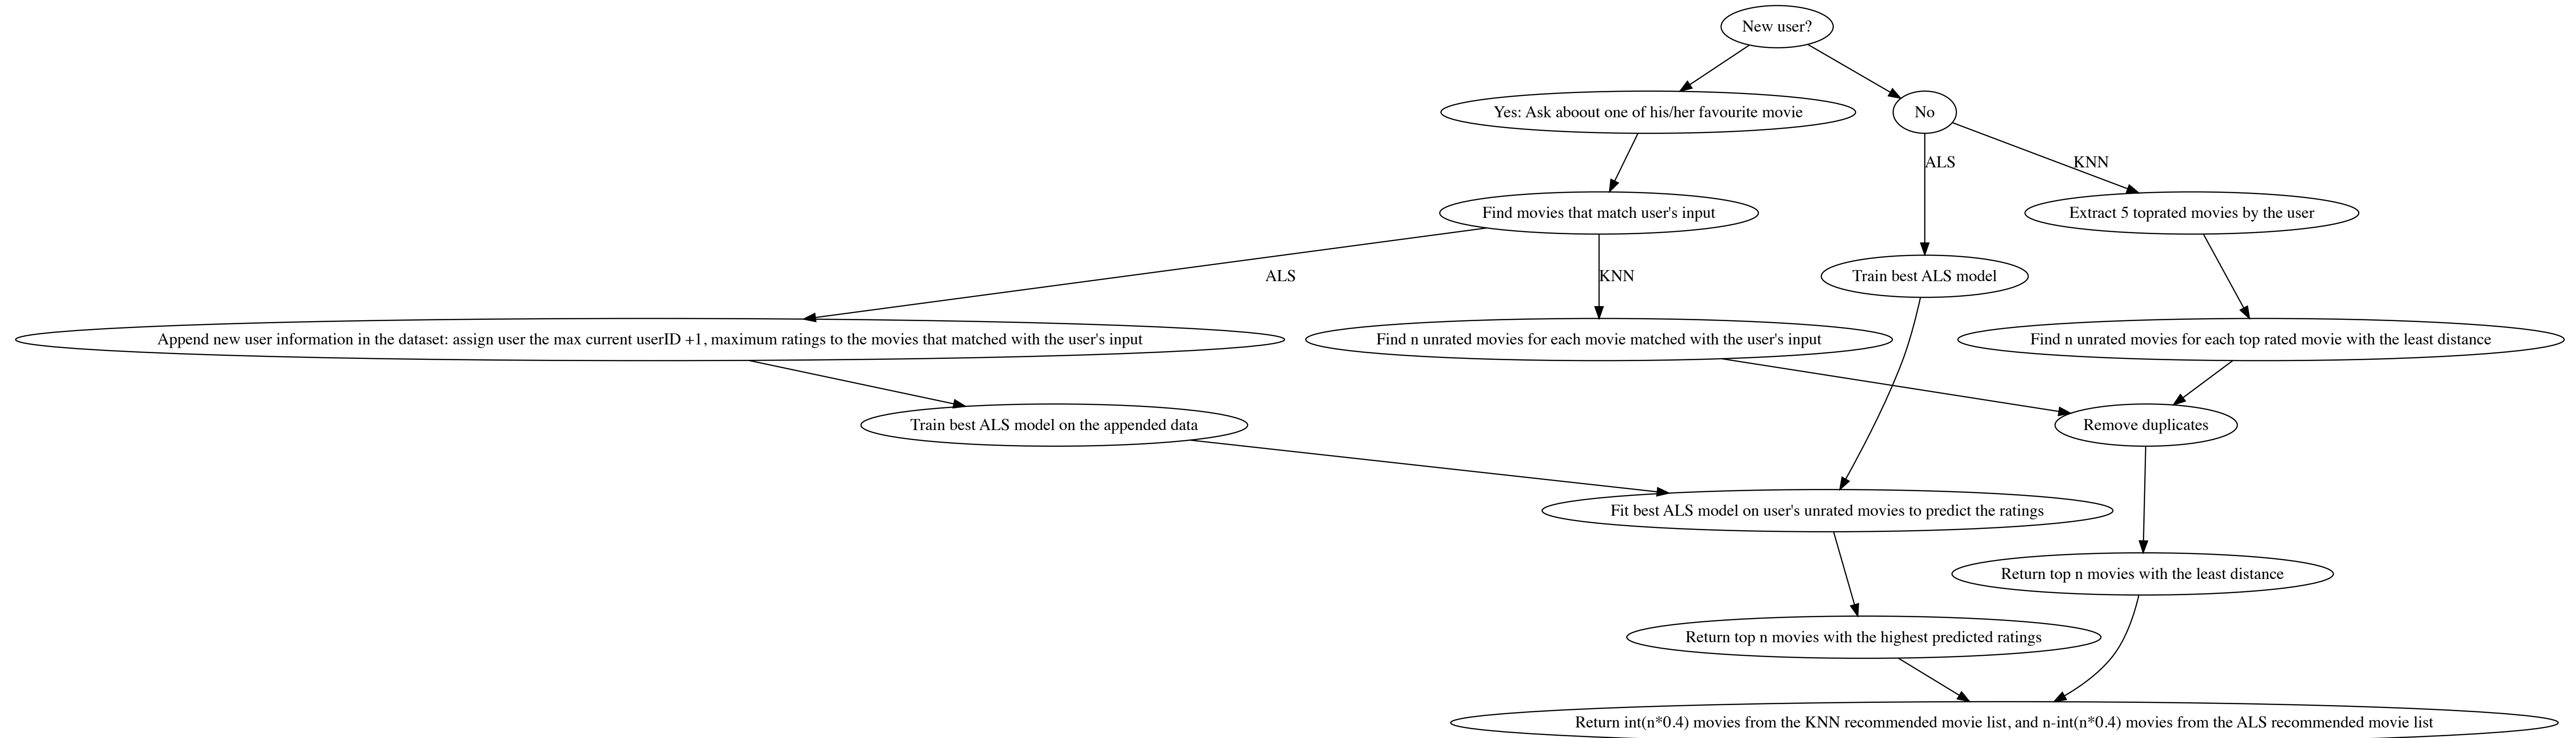 New user?
Yes: Ask aboout one of his/her favourite movie
No
ALS
KNN
Find movies that match user's input
Extract 5 toprated movies by the user
ALS
KNN
Train best ALS model
Append new user information in the dataset: assign user the max current userID +1, maximum ratings to the movies that matched with the user's input
Find n unrated movies for each movie matched with the user's input
Find n unrated movies for each top rated movie with the least distance
Train best ALS model on the appended data
Remove duplicates
Fit best ALS model on user's unrated movies to predict the ratings
Return top n movies with the least distance
Return top n movies with the highest predicted ratings
Return int(n*0.4) movies from the KNN recommended movie list, and n-int(n*0.4) movies from the ALS recommended movie list